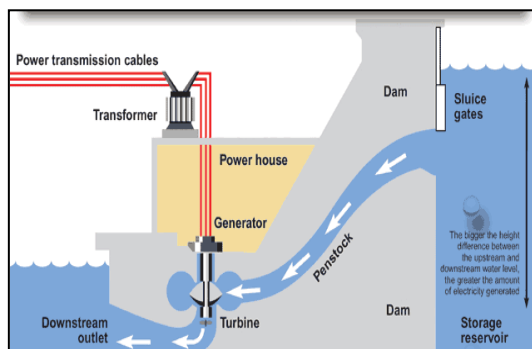 Power transmission cables
Transformer
Dam
Sluice
gates
Power house
Generator
The bigger the height
difference between
the upstream and
downstream water level,
the greater the amount
of electricity generated
Penstock
Downstream
outlet
Turbine
Dam
Storage
reservoir